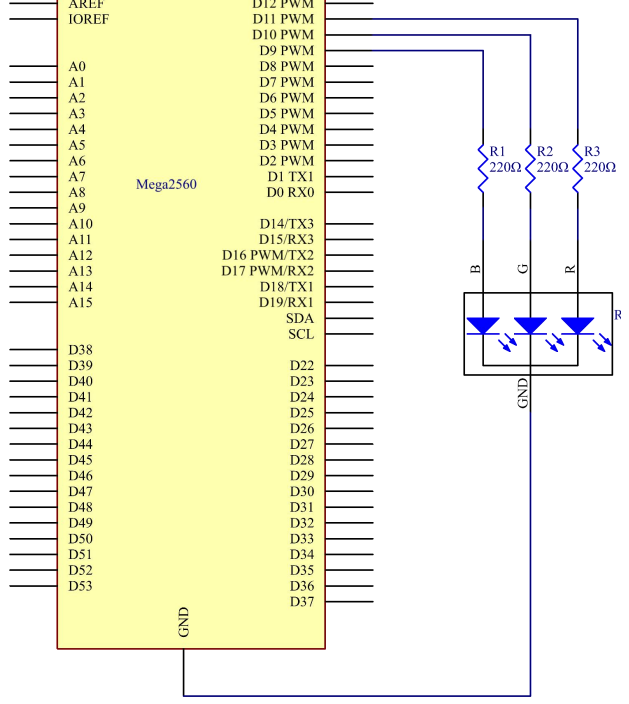 AREF
IOREF
A0
A1
A2
A3
A4
A5
A6
A7
A8
A9
A10
A11
A12
A13
A14
A15
D38
D39
D40
D41
D42
D43
D44
D45
D46
D47
D48
D49
D50
D51
D52
D53
Mega2560
GND
D12 PWM
D11 PWM
D10 PWM
D9 PWM
D8 PWM
D7 PWM
D6 PWM
D5 PWM
D4 PWM
D3 PWM
D2 PWM
D1 TX1
D0 RX0
D14/TX3
D15/RX3
D16 PWM/TX2
D17 PWM/RX2
D18/TX1
D19/RX1
SDA
SCL
D22
D23
D24
D25
D26
D27
D28
D29
D30
D31
D32
D33
D34
D35
D36
D37
R1
220Ω
R2
220Ω
R3
220Ω
B
G
R
R
GND